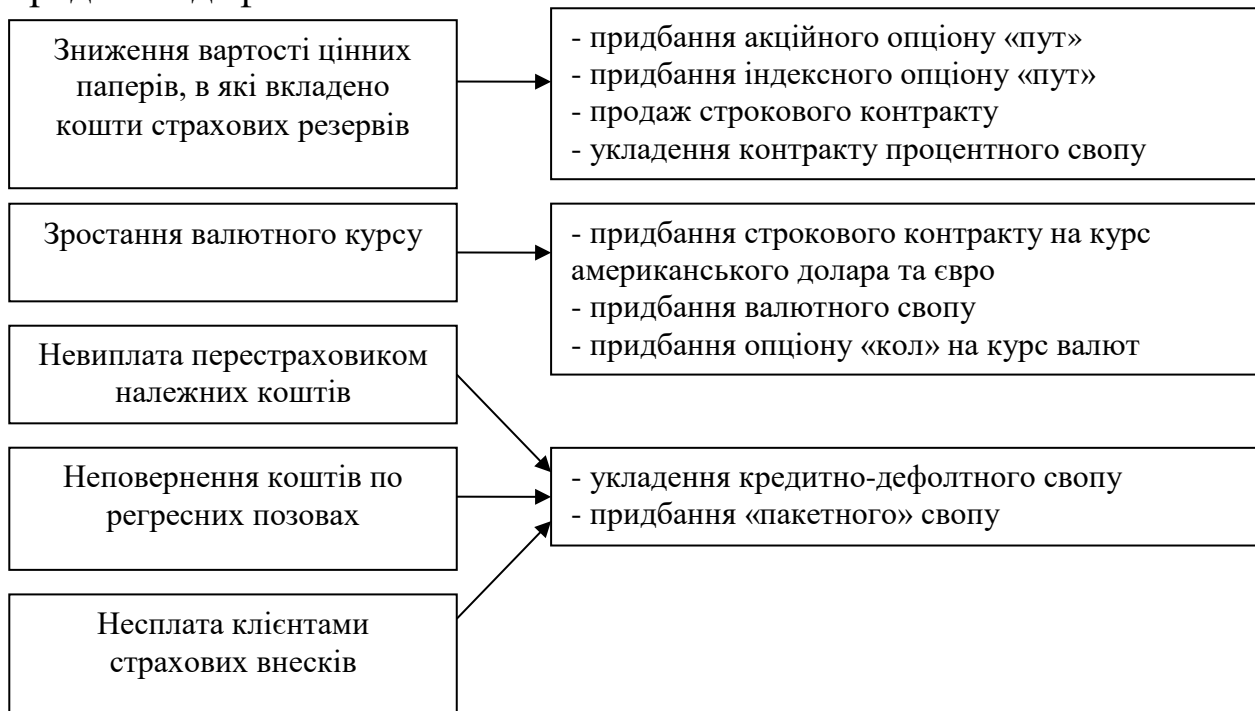 Зниження вартості цінних
паперів, в які вкладено
кошти страхових резервів
- придбання акційного опціону «пут»
- придбання індексного опціону «пут»
- продаж строкового контракту
- укладення контракту процентного свопу
Зростання валютного курсу
- придбання строкового контракту на курс
американського долара та євро
- придбання валютного свопу
- придбання опціону «кол» на курс валют
Невиплата перестраховиком
належних коштів
Неповернення коштів по
регресних позовах
- укладення кредитно-дефолтного свопу
- придбання «пакетного» свопу
Несплата клієнтами
страхових внесків